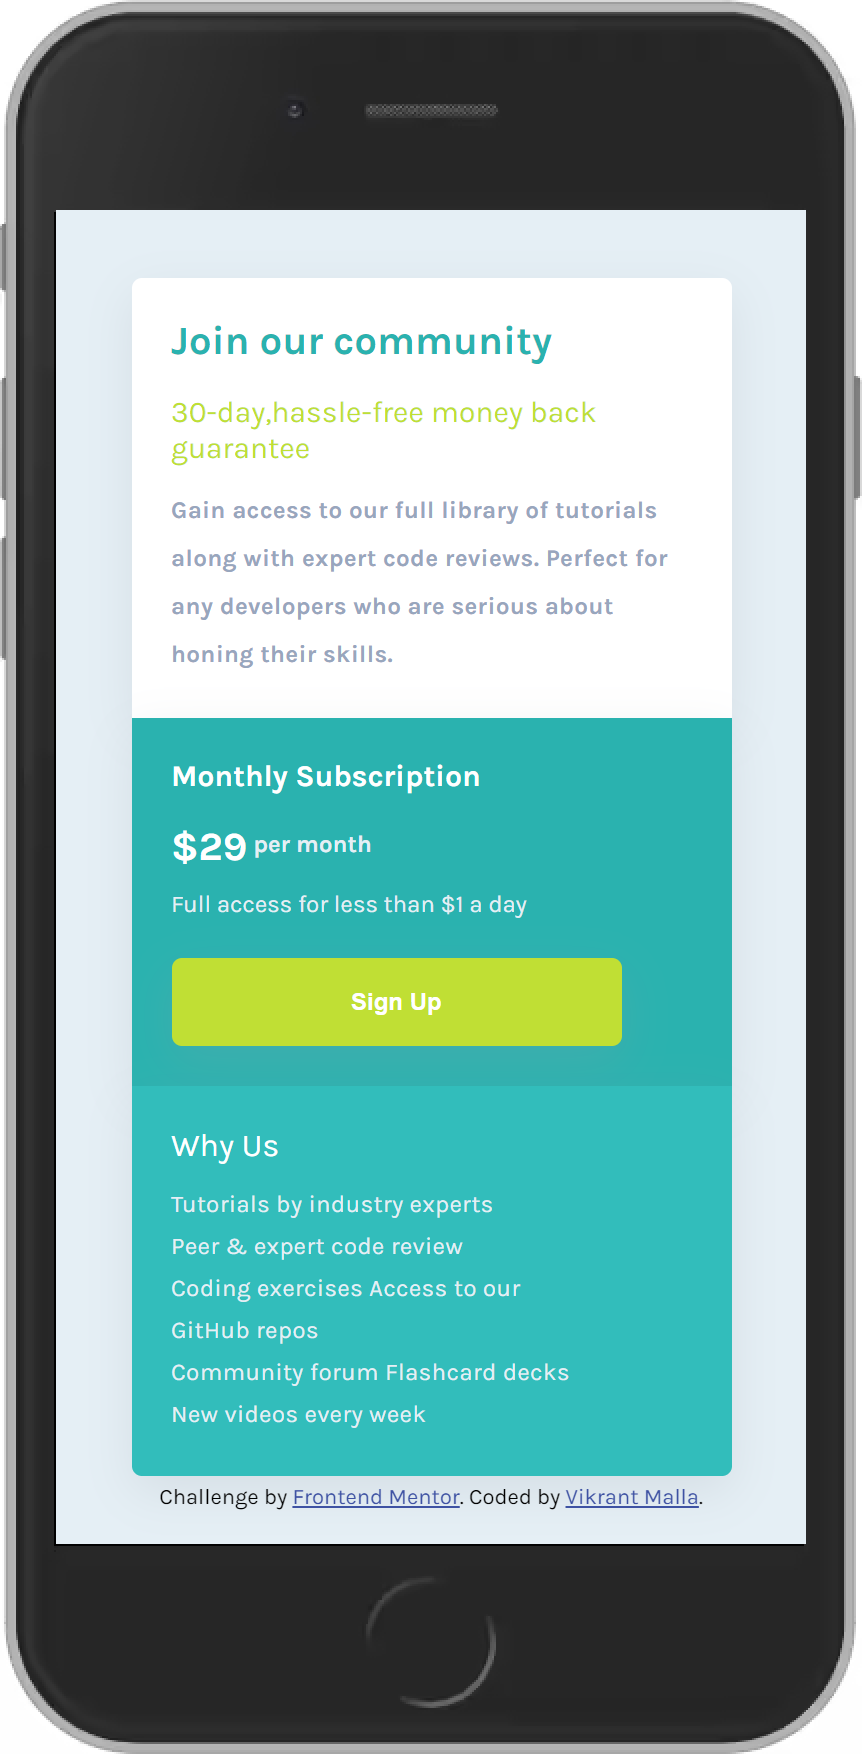 Join our community
30-day,hassle-free money back
guarantee
Gain access to our full library of tutorials
along with expert code reviews. Perfect for
any developers who are serious about
honing their skills.
Monthly Subscription
$29 per month
Full access for less than $1 a day
Sign Up
Why Us
Tutorials by industry experts
Peer & expert code review
Coding exercises Access to our
GitHub repos
Community forum Flashcard decks
New videos every week
Challenge by Frontend Mentor. Coded by Vikrant Malla.